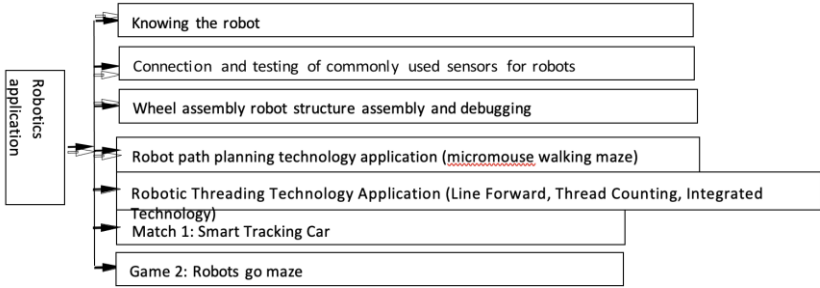 Robotics
application
Knowing the robot
Connection and testing of commonly used sensors for robots
Wheel assembly robot structure assembly and debugging
Robot path planning technology application (micromouse walking maze)
Robotic Threading Technology Application (Line Forward, Thread Counting, Integrated
Technology)
Match 1: Smart Tracking Car
Game 2: Robots go maze